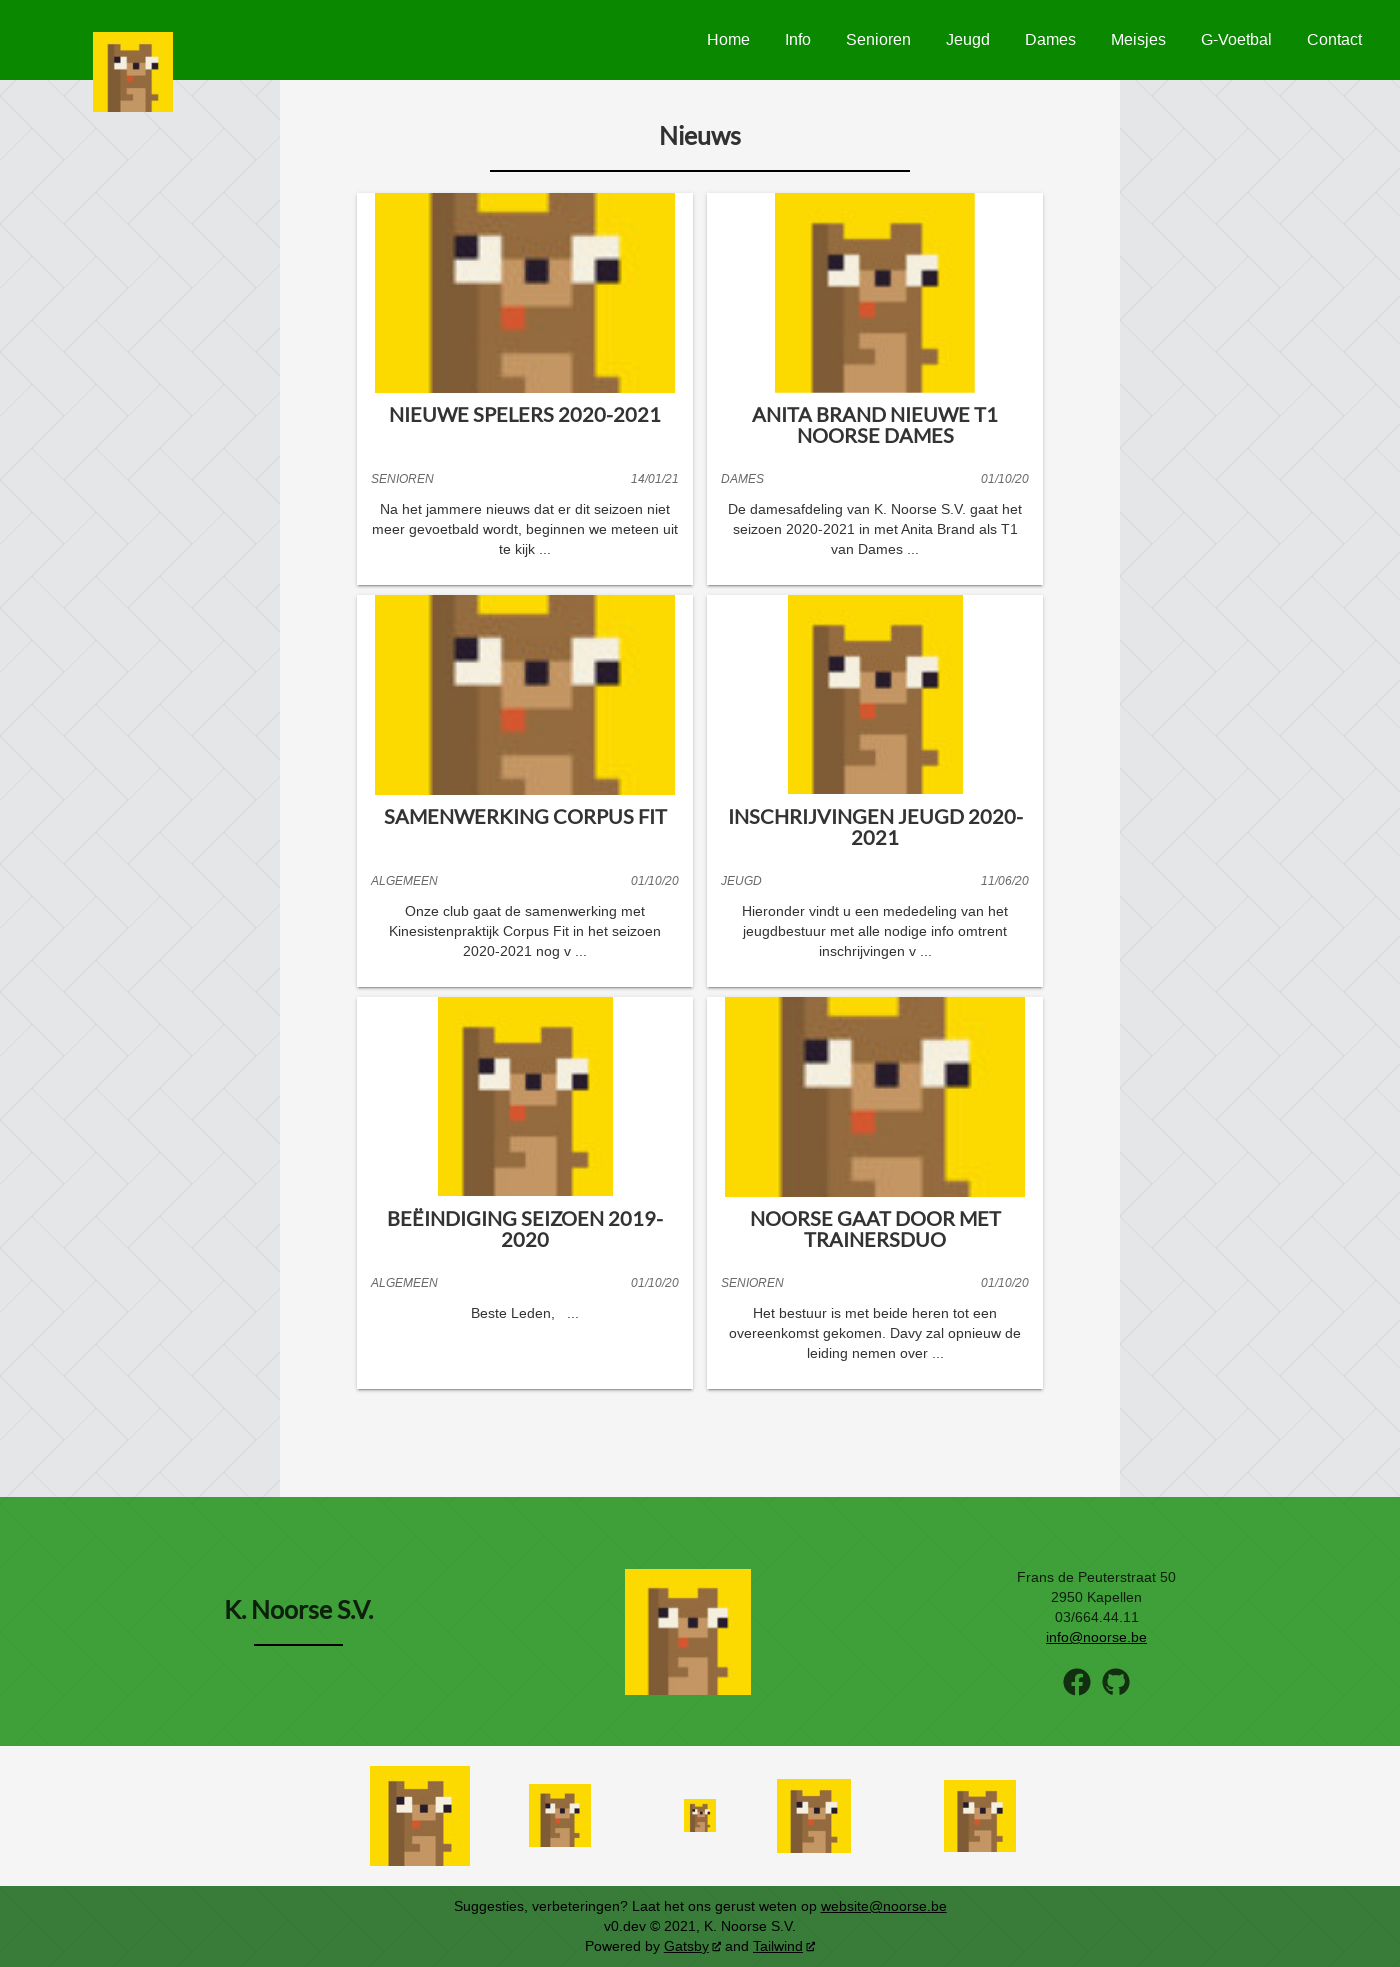 Home Info Senioren Jeugd Dames Meisjes G-Voetbal Contact
Nieuws
NIEUWE SPELERS 2020-2021
SENIOREN 14/01/21
Na het jammere nieuws dat er dit seizoen niet
meer gevoetbald wordt, beginnen we meteen uit
te kijk ...
ANITA BRAND NIEUWE T1
NOORSE DAMES
DAMES 01/10/20
De damesafdeling van K. Noorse S.V. gaat het
seizoen 2020-2021 in met Anita Brand als T1
van Dames ...
SAMENWERKING CORPUS FIT
ALGEMEEN 01/10/20
Onze club gaat de samenwerking met
Kinesistenpraktijk Corpus Fit in het seizoen
2020-2021 nog v ...
INSCHRIJVINGEN JEUGD 2020-
2021
JEUGD 11/06/20
Hieronder vindt u een mededeling van het
jeugdbestuur met alle nodige info omtrent
inschrijvingen v ...
BEËINDIGING SEIZOEN 2019-
2020
ALGEMEEN 01/10/20
Beste Leden, ...
NOORSE GAAT DOOR MET
TRAINERSDUO
SENIOREN 01/10/20
Het bestuur is met beide heren tot een
overeenkomst gekomen. Davy zal opnieuw de
leiding nemen over ...
K. Noorse S.V.
Frans de Peuterstraat 50
2950 Kapellen
03/664.44.11
info@noorse.be
Suggesties, verbeteringen? Laat het ons gerust weten op website@noorse.be
v0.dev © 2021, K. Noorse S.V.
Powered by Gatsby and Tailwind